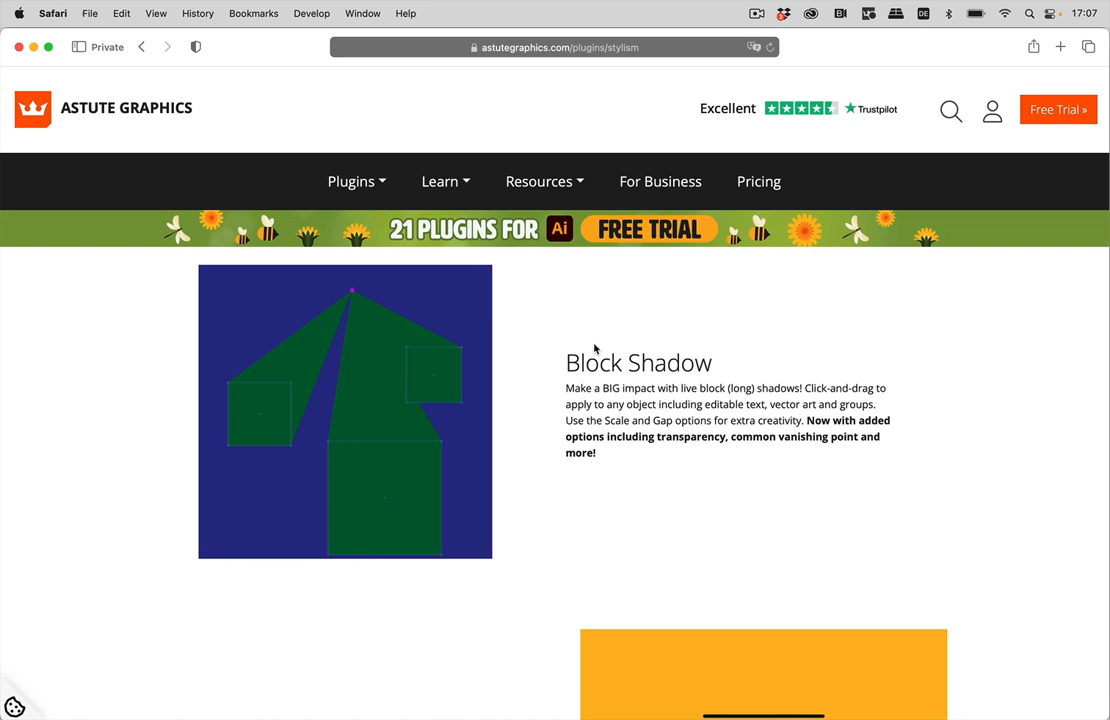 Safari File Edit View History Bookmarks Develop Window Help DE 17:07
Private astutegraphics.com/plugins/stylism
ASTUTE GRAPHICS Excellent Trustpilot Free Trial »
Plugins Learn Resources For Business Pricing
21 PLUGINS FOR Ai FREE TRIAL
Block Shadow
Make a BIG impact with live block (long) shadows! Click-and-drag to
apply to any object including editable text, vector art and groups.
Use the Scale and Gap options for extra creativity. Now with added
options including transparency, common vanishing point and
more!